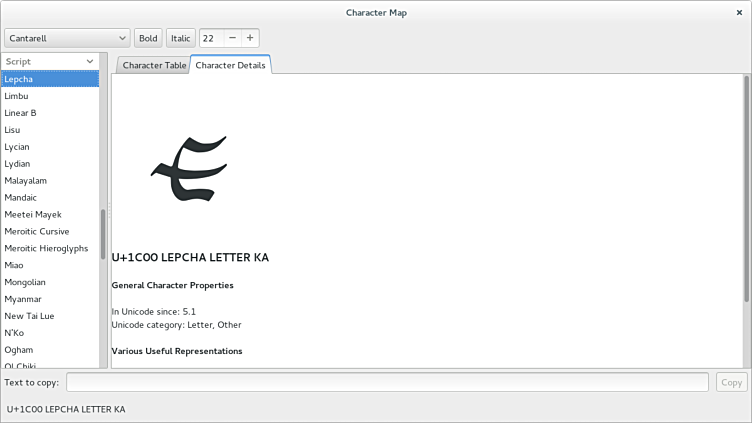 Character Map
Cantarell Bold Italic 22
Script
Character Table Character Details
Lepcha
Limbu
Linear B
Lisu
Lycian
Lydian
Malayalam
Mandaic
Meetei Mayek
Meroitic Cursive
Meroitic Hieroglyphs
Miao
Mongolian
Myanmar
New Tai Lue
N'Ko
Ogham
Ol Chiki
ᰀ
U+1C00 LEPCHA LETTER KA
General Character Properties
In Unicode since: 5.1
Unicode category: Letter, Other
Various Useful Representations
Text to copy: Copy
U+1C00 LEPCHA LETTER KA